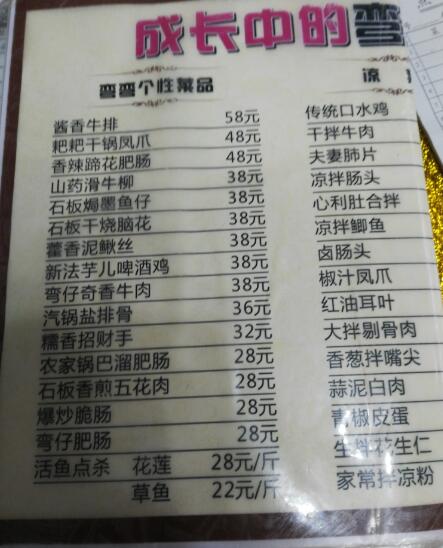 成长中的弯
弯弯个性菜品
酱香牛排 58元
粑粑干锅凤爪 48元
香辣蹄花肥肠 48元
山药滑牛柳 38元
石板焗墨鱼仔 38元
石板干烧脑花 38元
藿香泥鳅丝 38元
新法芋儿啤酒鸡 38元
弯仔奇香牛肉 38元
汽锅盐排骨 36元
糯香招财手 32元
农家锅巴溜肥肠 28元
石板香煎五花肉 28元
爆炒脆肠 28元
弯仔肥肠 28元
活鱼点杀 花莲 28元/斤
草鱼 22元/斤
凉
传统口水鸡
干拌牛肉
夫妻肺片
凉拌肠头
心利肚合拌
凉拌鲫鱼
卤肠头
椒汁凤爪
红油耳叶
大拌剔骨肉
香葱拌嘴尖
蒜泥白肉
青椒皮蛋
生拌花生仁
家常拌凉粉